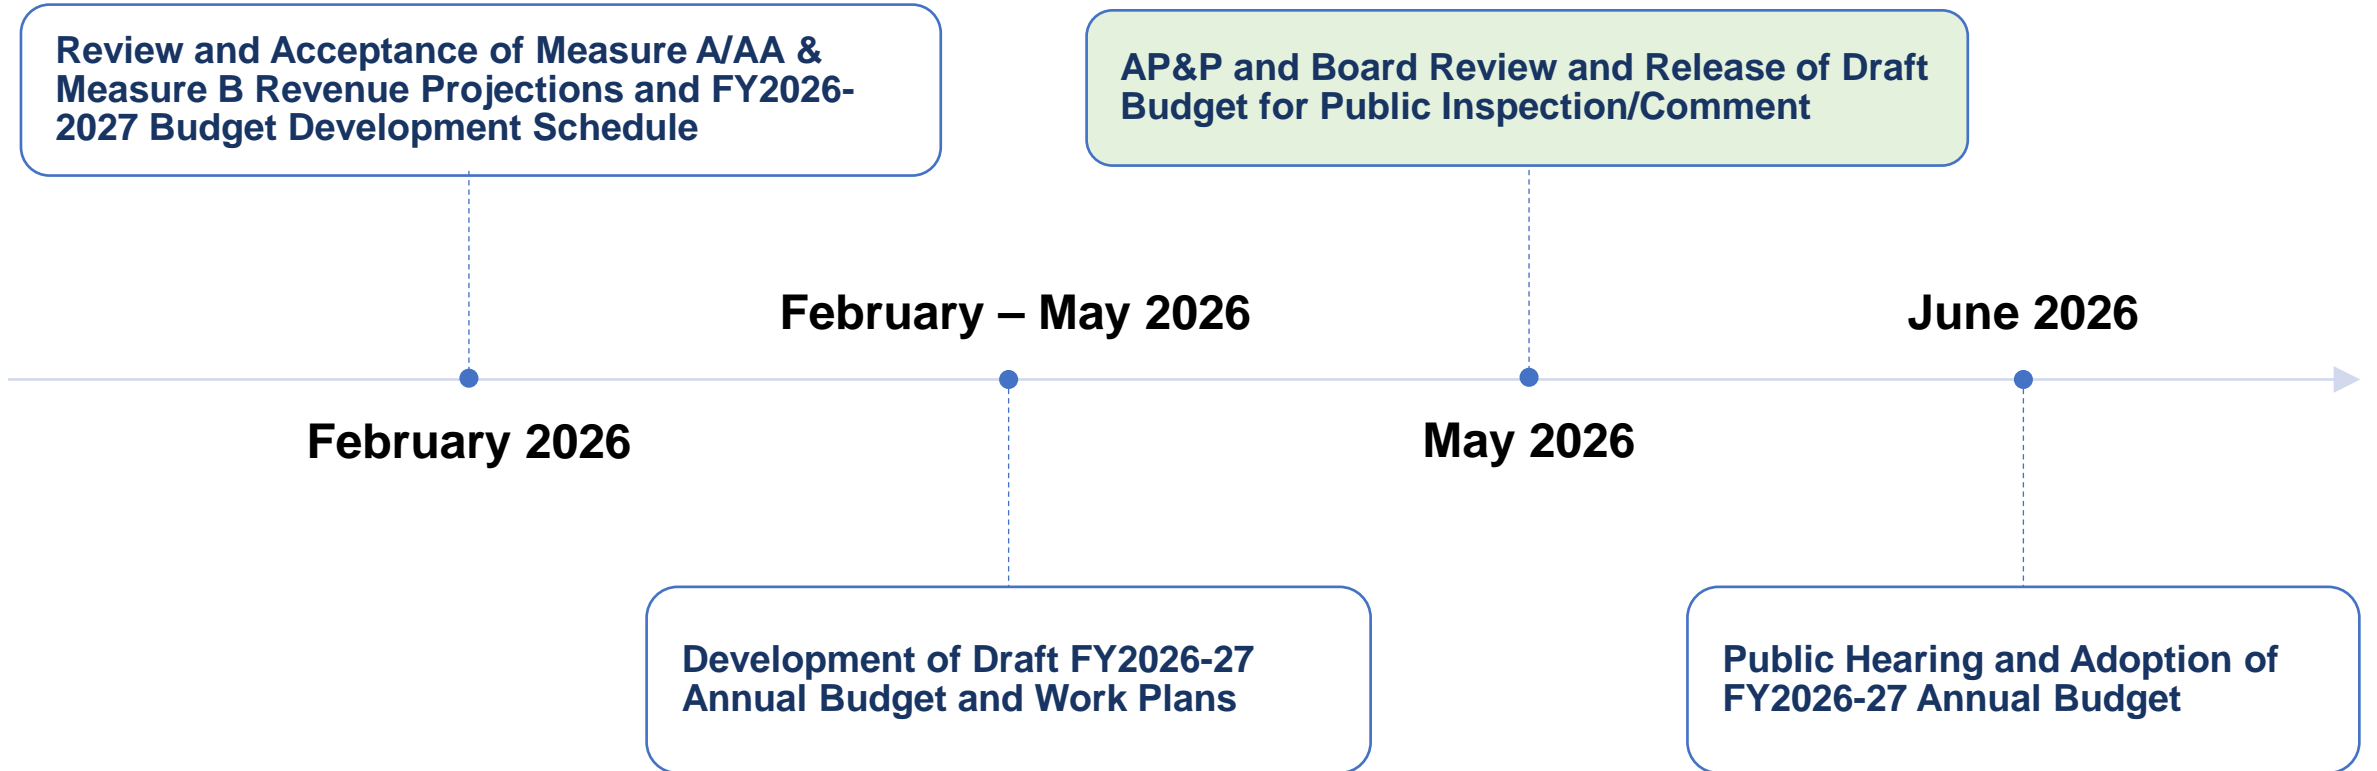 Review and Acceptance of Measure A/AA &
Measure B Revenue Projections and FY2026-
2027 Budget Development Schedule
AP&P and Board Review and Release of Draft
Budget for Public Inspection/Comment
February – May 2026
June 2026
February 2026
May 2026
Development of Draft FY2026-27
Annual Budget and Work Plans
Public Hearing and Adoption of
FY2026-27 Annual Budget